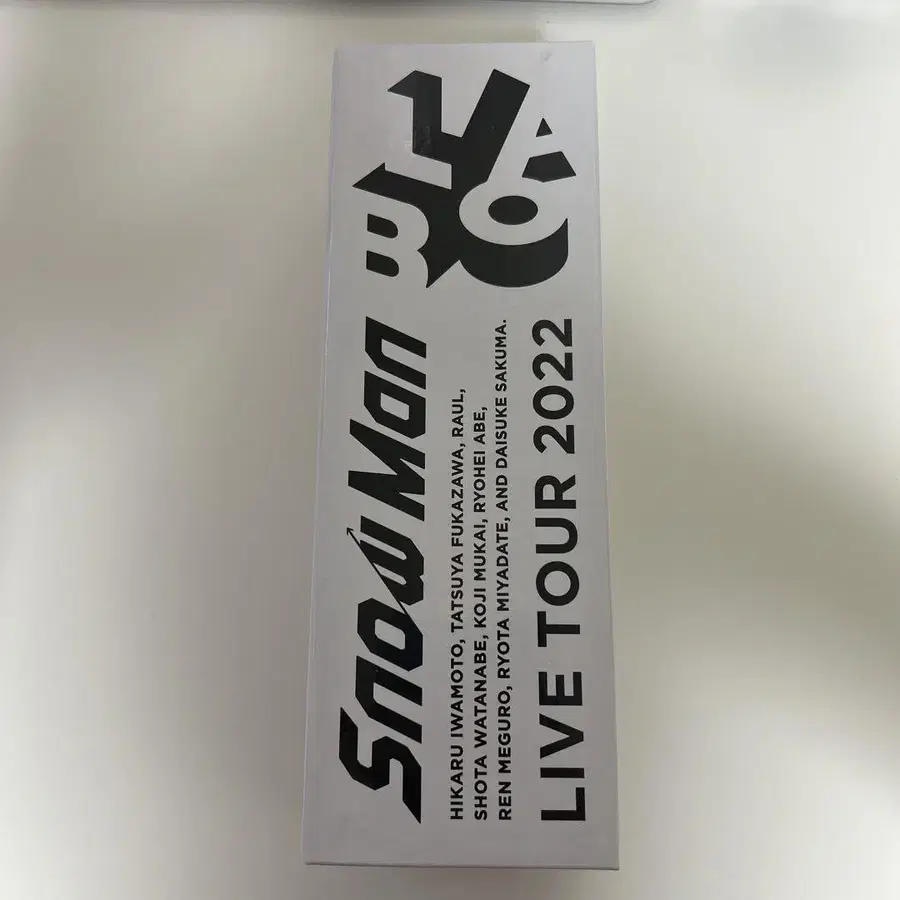 Snow Man
HIKARU IWAMOTO, TATSUYA FUKAZAWA, RAUL,
SHOTA WATANABE, KOJI MUKAI, RYOHEI ABE,
REN MEGURO, RYOTA MIYADATE, AND DAISUKE SAKUMA.
LIVE TOUR 2022